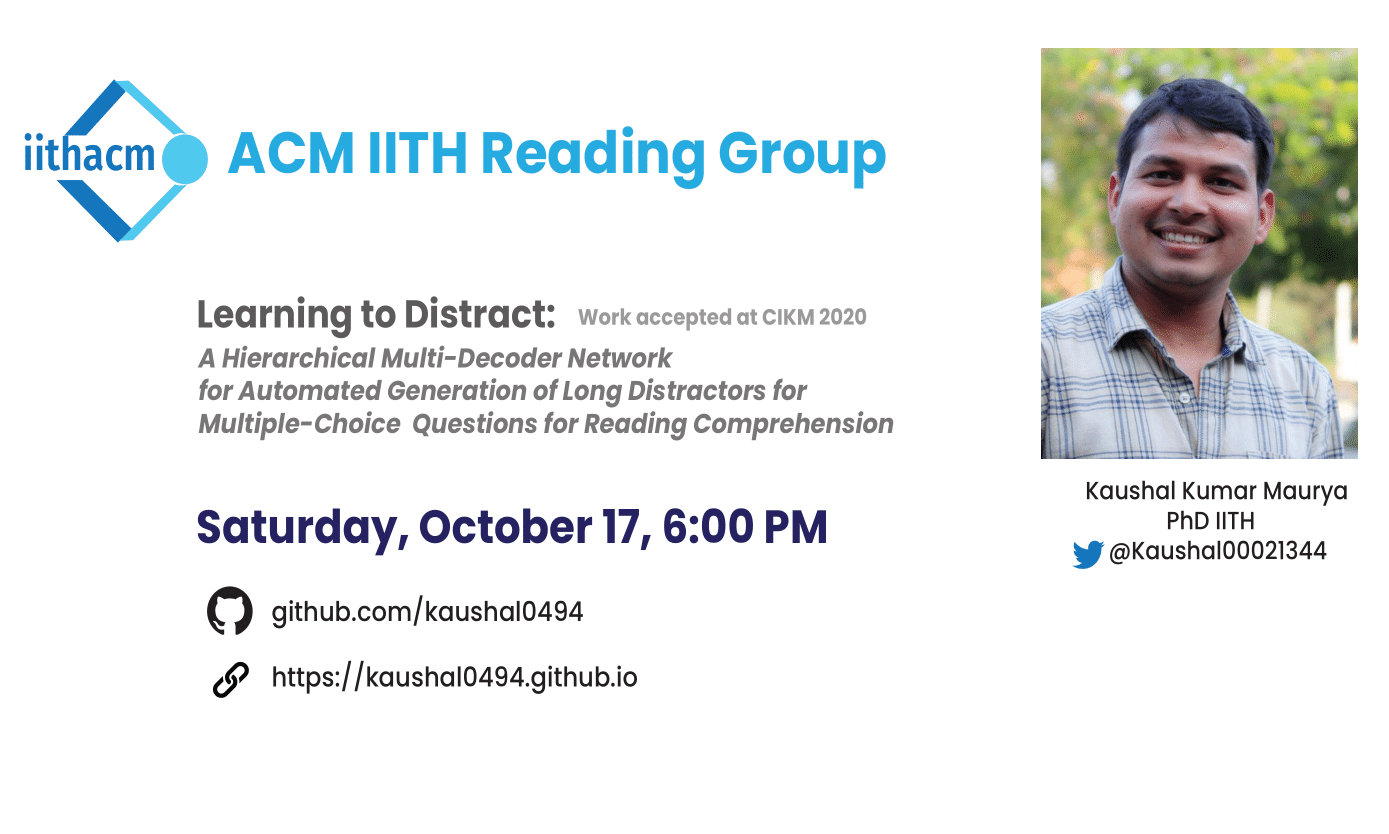 iithacm
ACM IITH Reading Group
Learning to Distract: Work accepted at CIKM 2020
A Hierarchical Multi-Decoder Network
for Automated Generation of Long Distractors for
Multiple-Choice Questions for Reading Comprehension
Saturday, October 17, 6:00 PM
github.com/kaushal0494
https://kaushal0494.github.io
Kaushal Kumar Maurya
PhD IITH
@Kaushal00021344